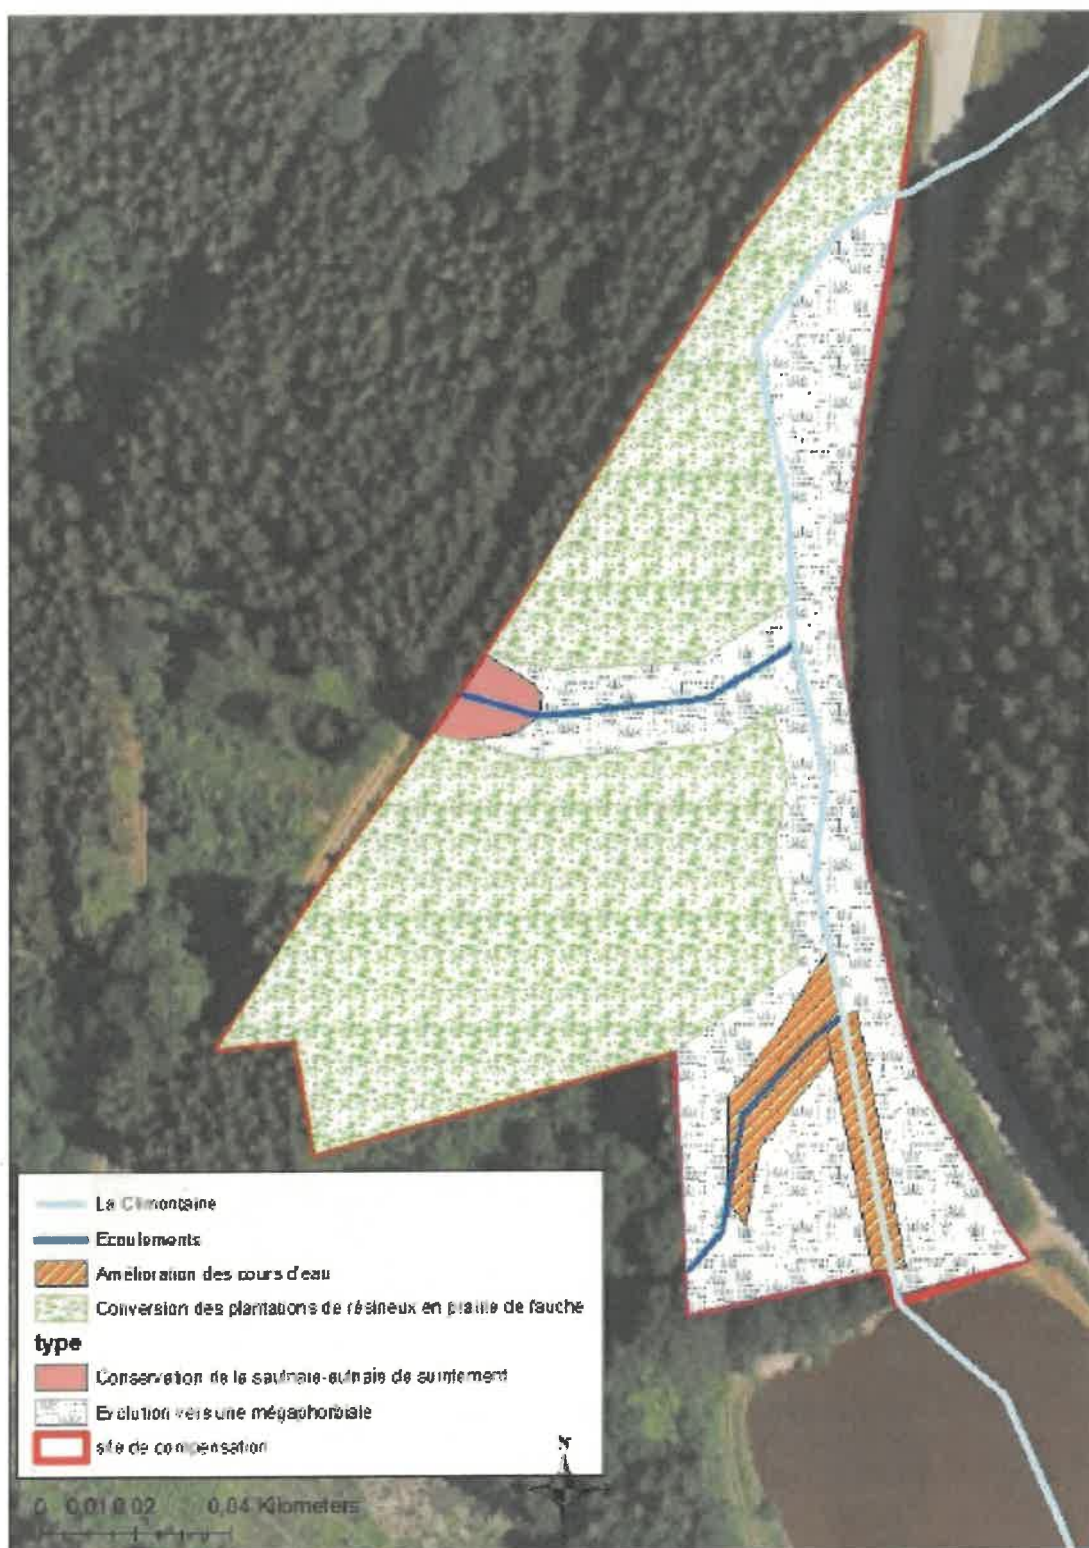 La Climontaine
Ecoulements
Amélioration des cours d'eau
Conversion des plantations de résineux en prairie de fauche
type
Conservation de la saulnaie-aulnaie de suintement
Evolution vers une mégaphorbiaie
site de compensation
N
0 0,01 0,02 0,04 Kilometers